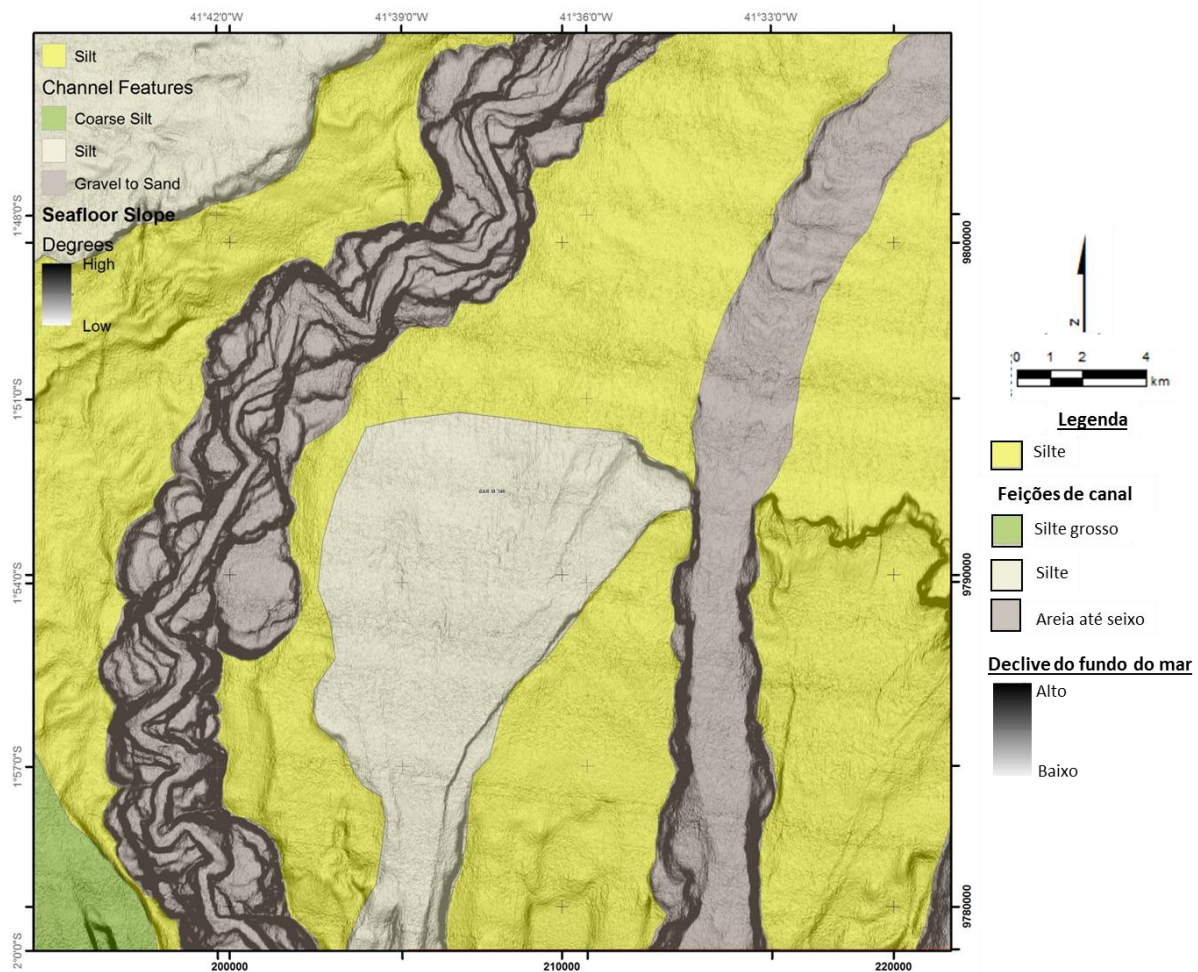 41°42'0"W
41°39'0"W
41°36'0"W
41°33'0"W
Silt
Channel Features
Coarse Silt
Silt
Gravel to Sand
Seafloor Slope
Degrees
High
Low
1°48'0"S
1°51'0"S
1°54'0"S
1°57'0"S
2°0'0"S
9800000
9790000
9780000
200000
210000
220000
N
0 1 2 4
km
Legenda
Silte
Feições de canal
Silte grosso
Silte
Areia até seixo
Declive do fundo do mar
Alto
Baixo